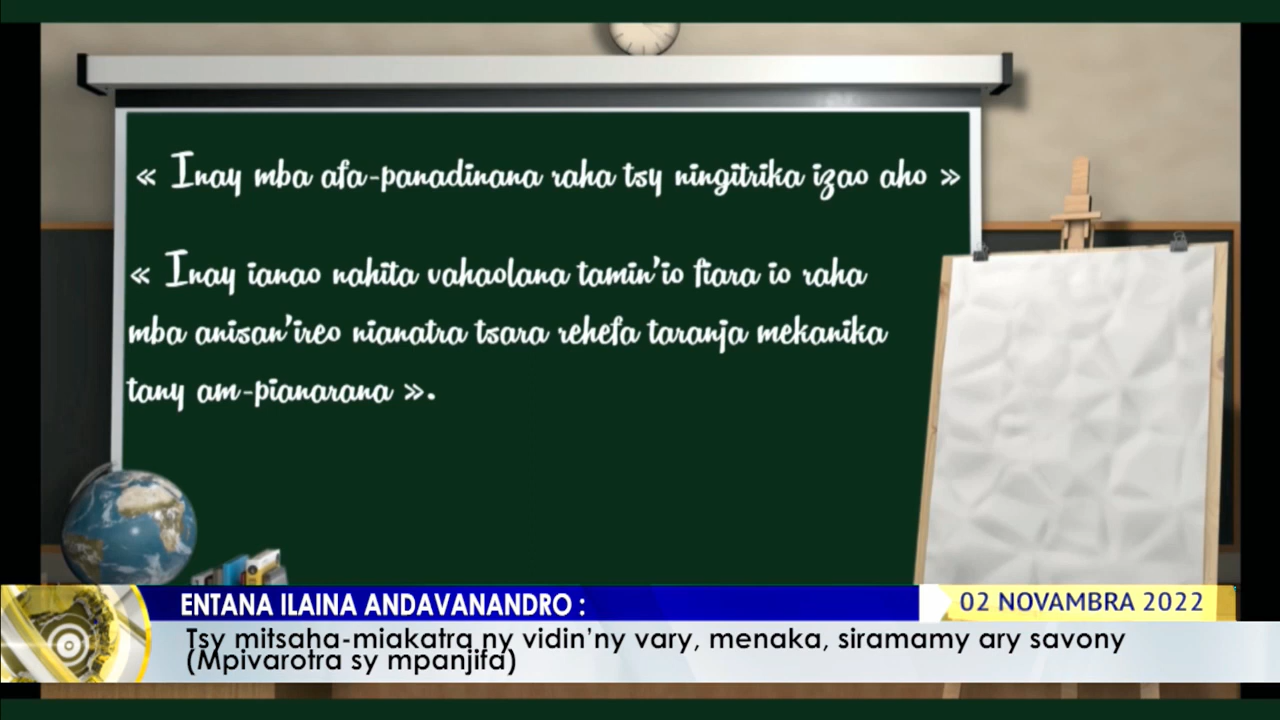 « Inay mba afa-panadinana raha tsy ningitrika izao aho »
« Inay ianao nahita vahaolana tamin'io fiara io raha
mba anisan'ireo nianatra tsara rehefa taranja mekanika
tany am-pianarana ».
ENTANA ILAINA ANDAVANANDRO :
02 NOVAMBRA 2022
Tsy mitsaha-miakatra ny vidin'ny vary, menaka, siramamy ary savony
(Mpivarotra sy mpanjifa)